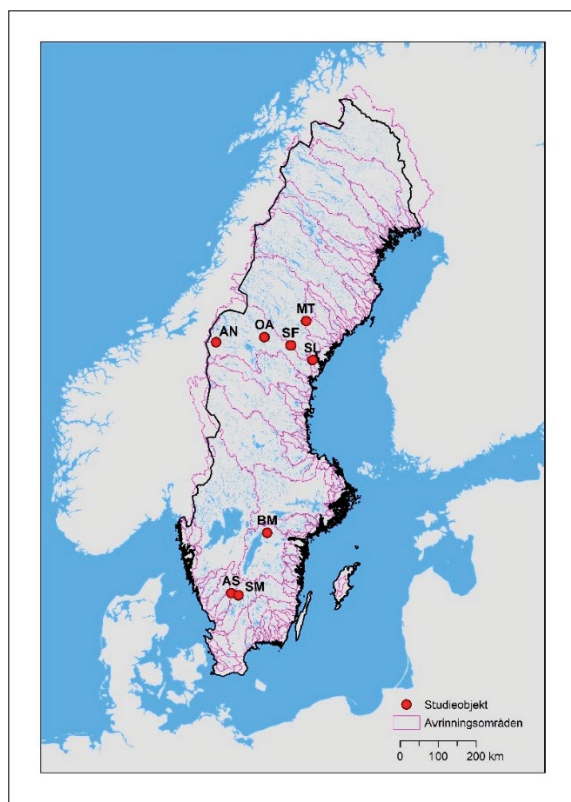 MT
OA
SF
AN
SL
BM
AS SM
Studieobjekt
Avrinningsområden
0 100 200 km